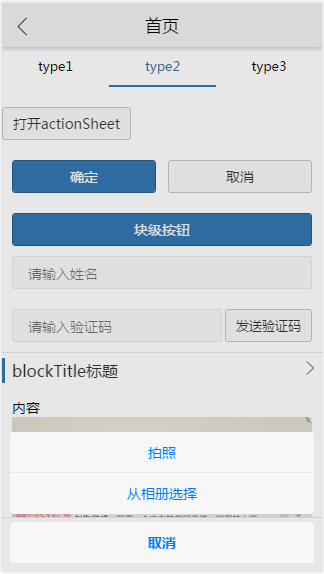 首页
type1 type2 type3
打开actionSheet
确定 取消
块级按钮
请输入姓名
请输入验证码 发送验证码
blockTitle标题
内容
拍照
从相册选择
取消